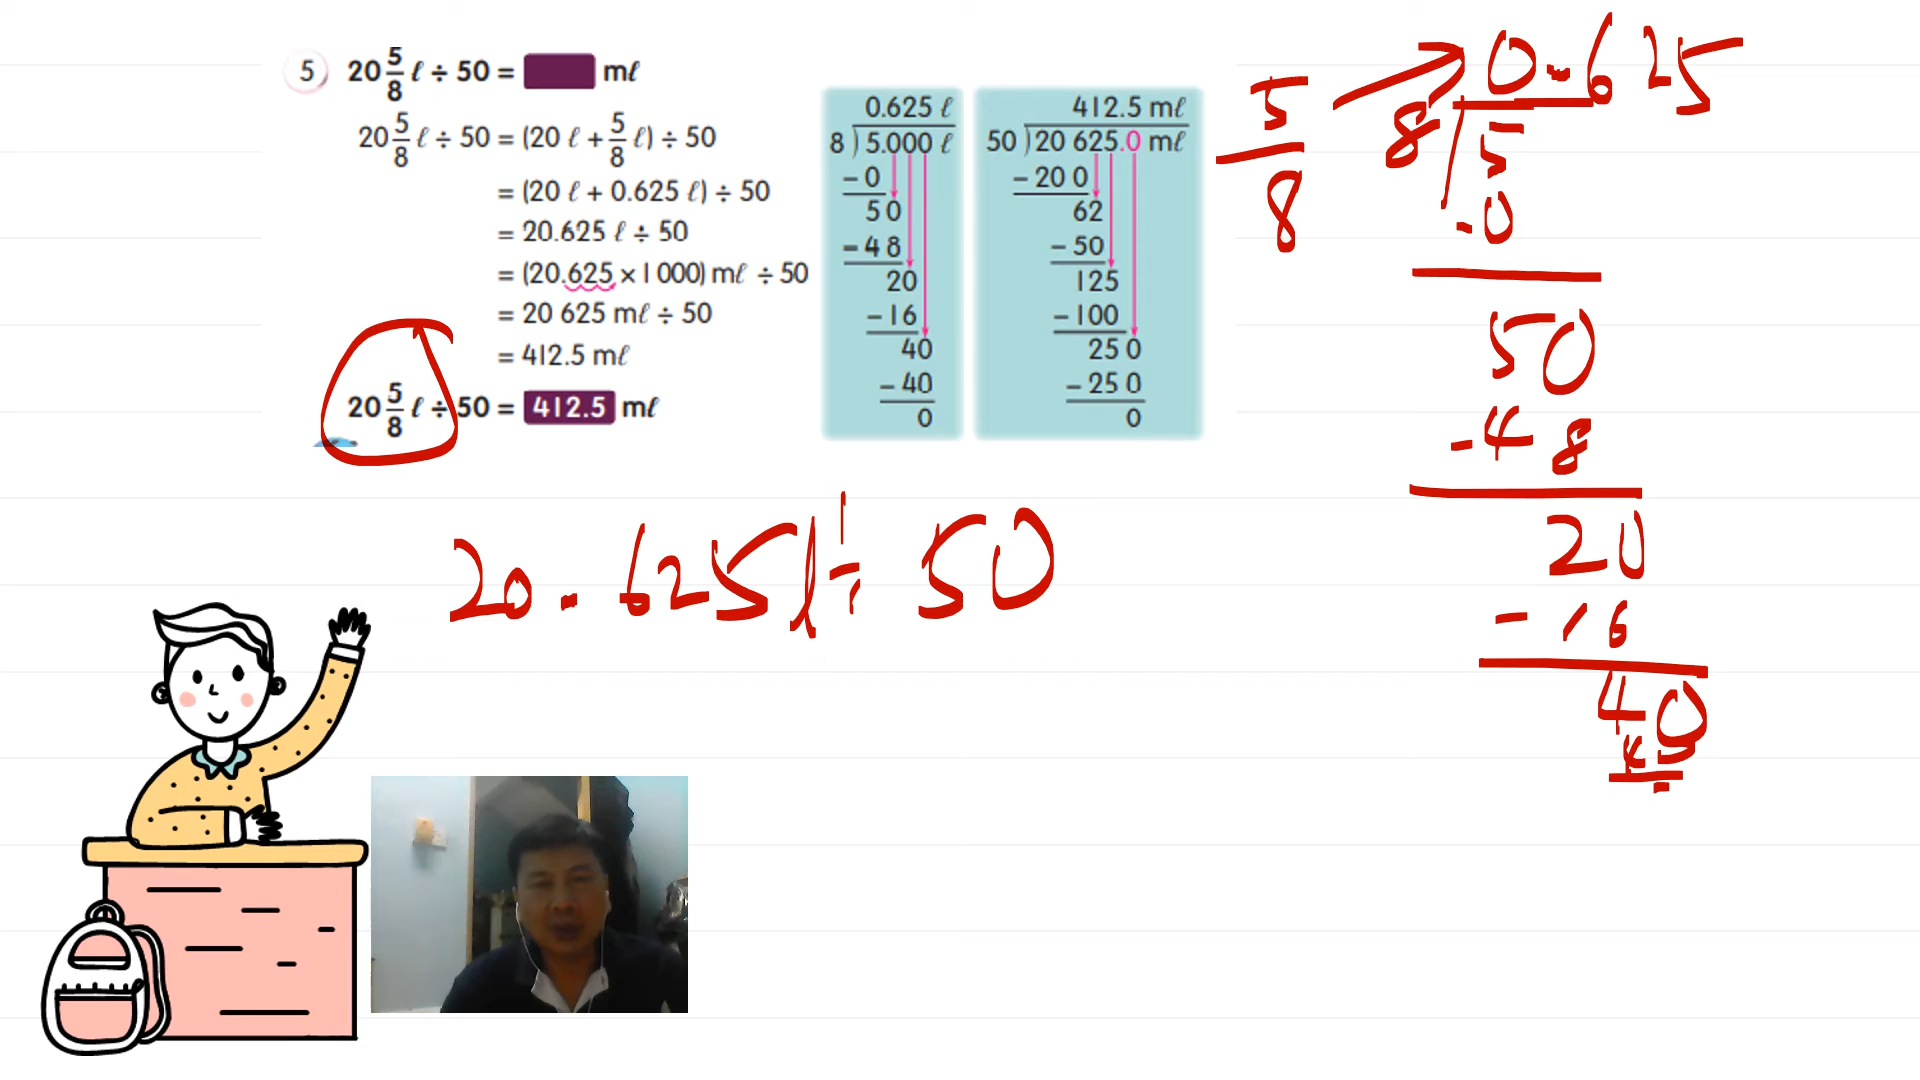 5 20 5/8 ℓ ÷ 50 = mℓ
20 5/8 ℓ ÷ 50 = (20 ℓ + 5/8 ℓ) ÷ 50
= (20 ℓ + 0.625 ℓ) ÷ 50
= 20.625 ℓ ÷ 50
= (20.625 × 1 000) mℓ ÷ 50
= 20 625 mℓ ÷ 50
= 412.5 mℓ
20 5/8 ℓ ÷ 50 = 412.5 mℓ
0.625 ℓ
8 ) 5.000 ℓ
- 0
50
- 48
20
- 16
40
- 40
0
412.5 mℓ
50 ) 20 625.0 mℓ
- 20 0
62
- 50
125
- 100
25 0
- 25 0
0
5/8
0.625
8 5
- 0
50
- 48
20
- 16
40
40
20.625 ℓ ÷ 50